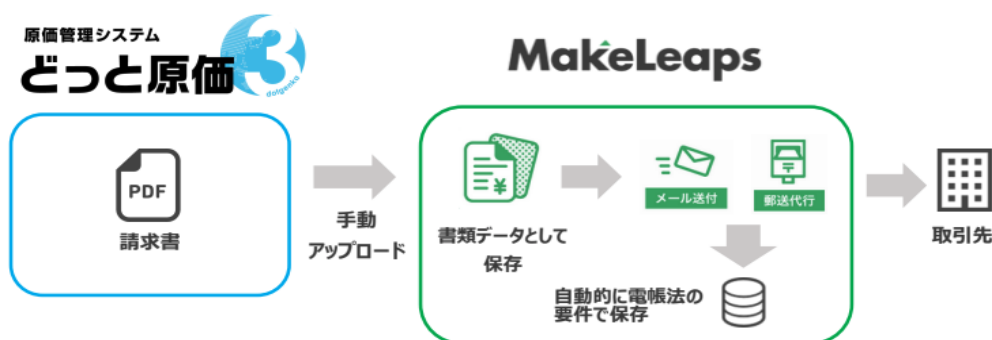 原価管理システム
どっと原価3
dotgenka
MakeLeaps
PDF
請求書
手動
アップロード
¥
書類データとして
保存
メール送付
〒
郵送代行
自動的に電帳法の
要件で保存
取引先